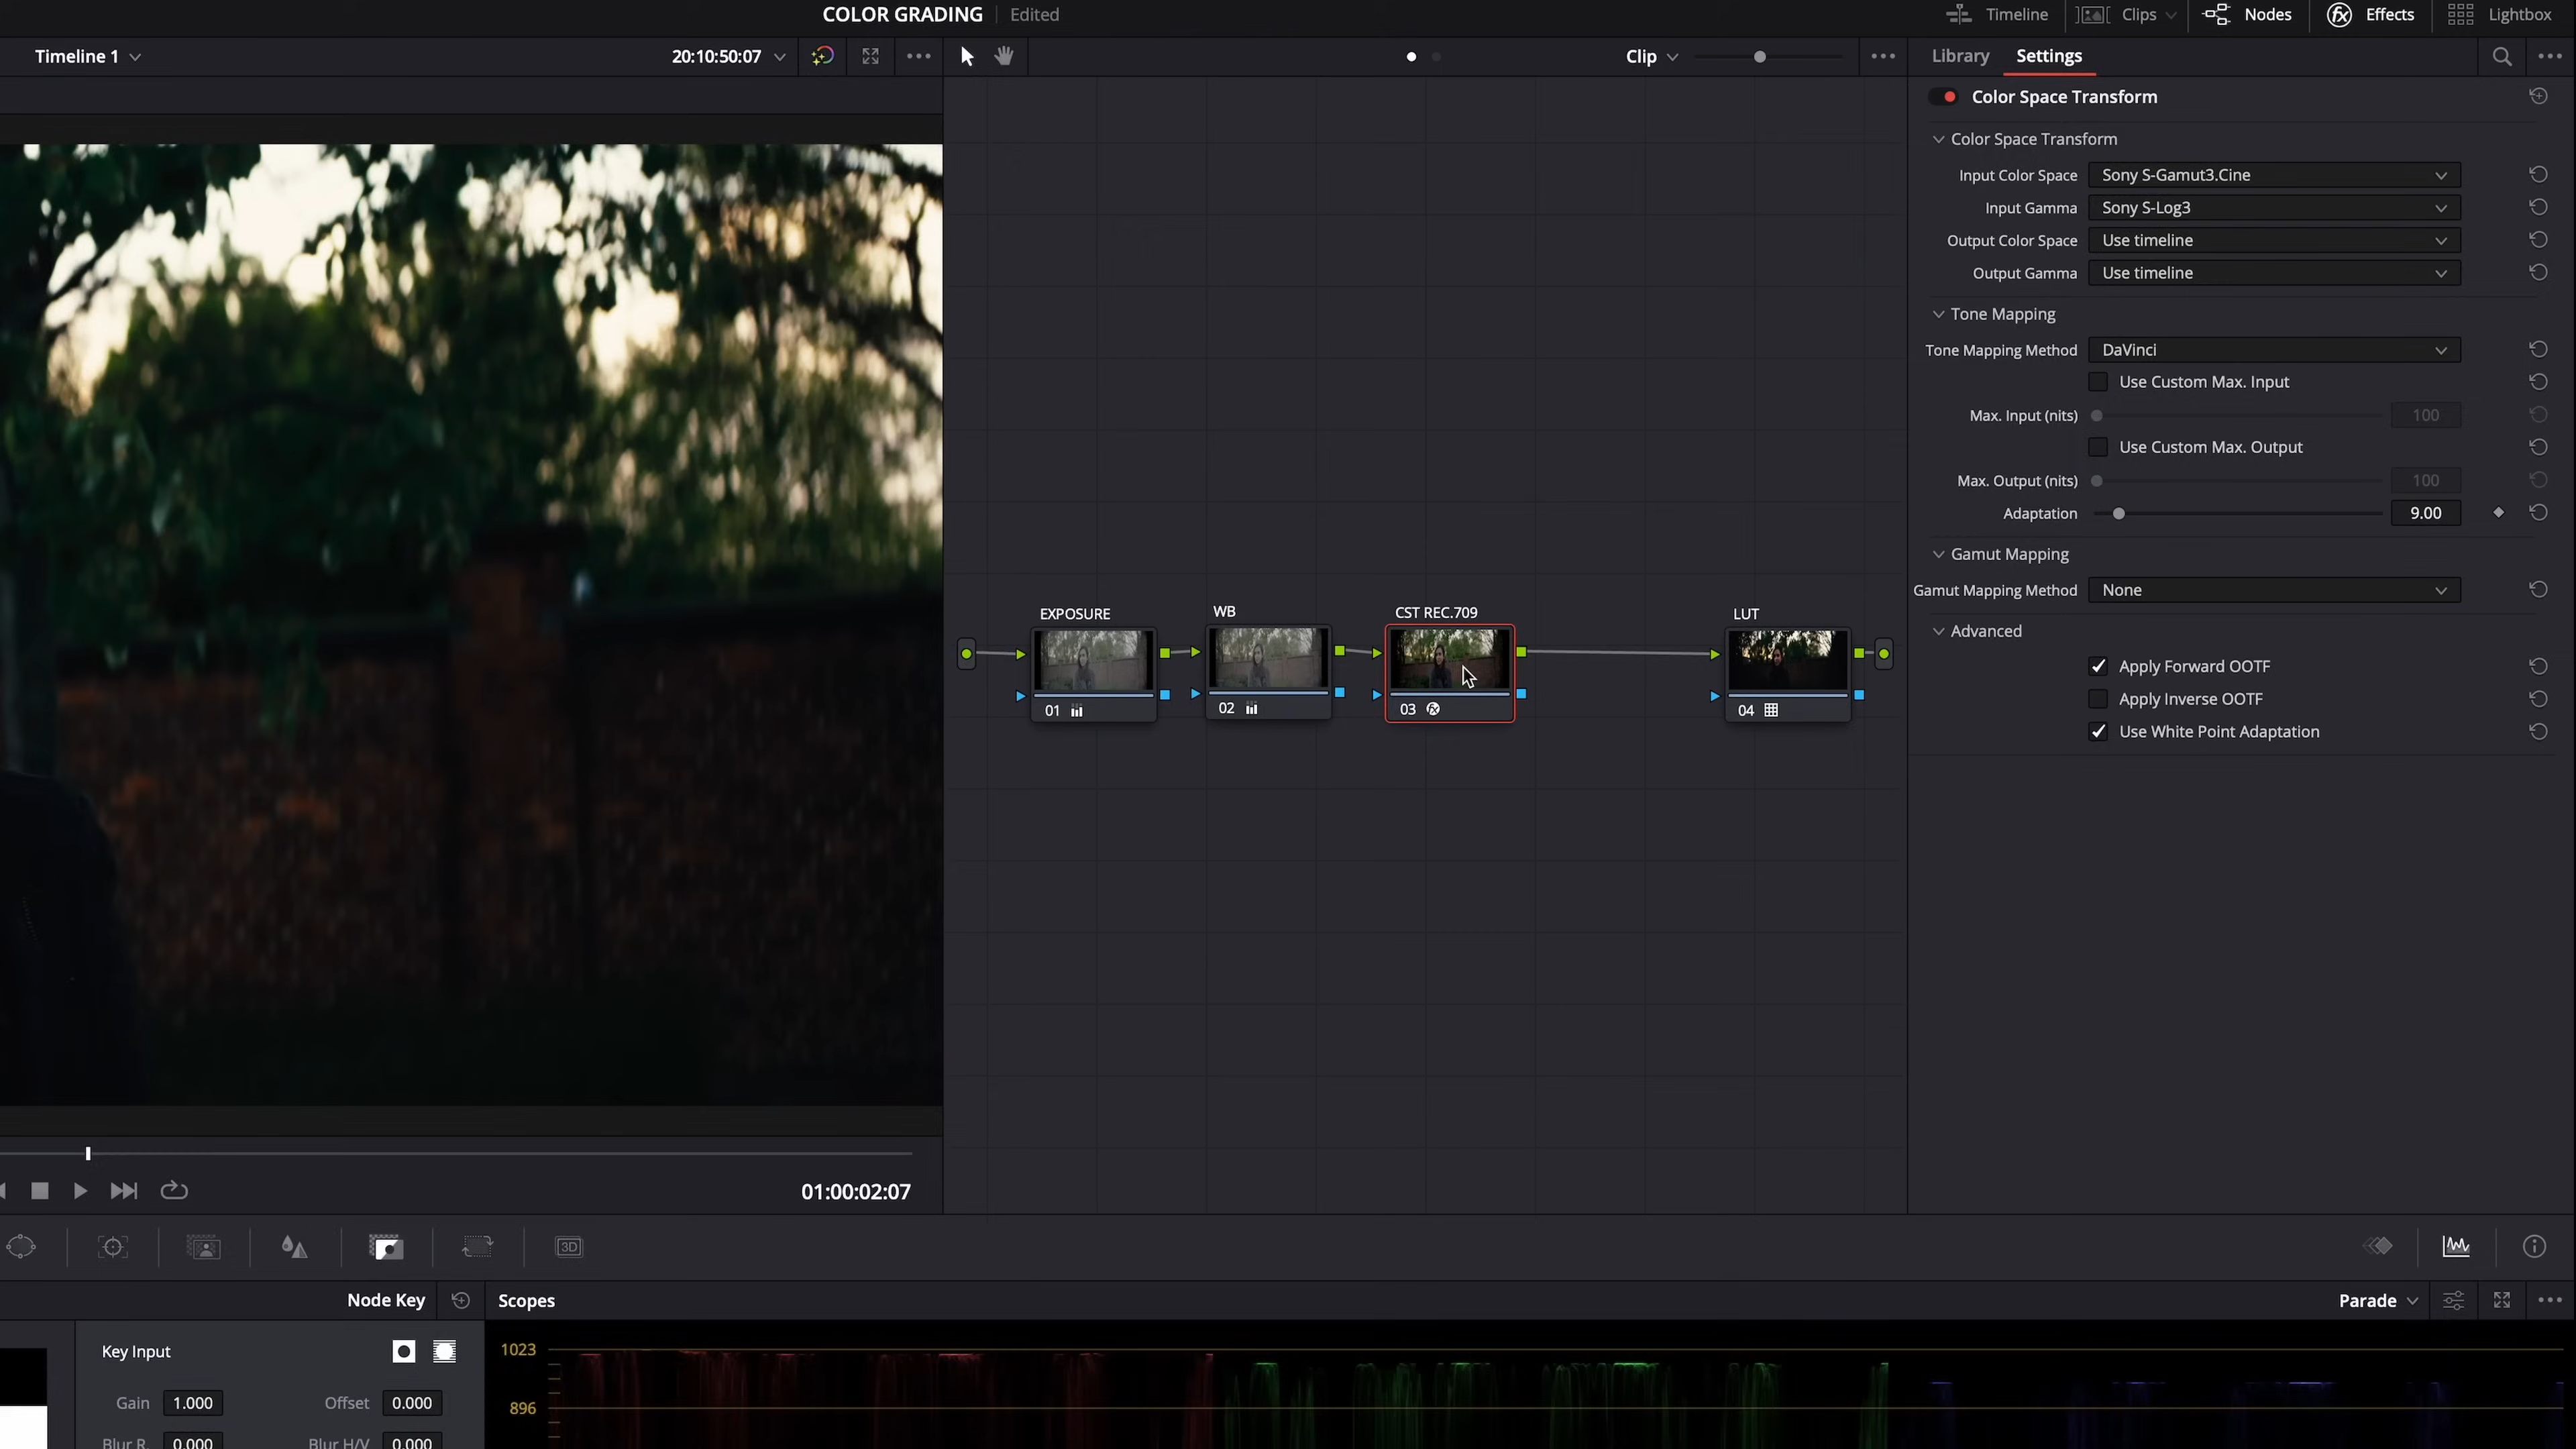 COLOR GRADING Edited
Timeline Clips Nodes Effects Lightbox
Timeline 1 20:10:50:07 Clip Library Settings
Color Space Transform
Color Space Transform
Input Color Space Sony S-Gamut3.Cine
Input Gamma Sony S-Log3
Output Color Space Use timeline
Output Gamma Use timeline
Tone Mapping
Tone Mapping Method DaVinci
Use Custom Max. Input
Max. Input (nits) 100
Use Custom Max. Output
Max. Output (nits) 100
Adaptation 9.00
Gamut Mapping
Gamut Mapping Method None
Advanced
Apply Forward OOTF
Apply Inverse OOTF
Use White Point Adaptation
EXPOSURE WB CST REC.709 LUT
01 02 03 04
01:00:02:07
3D
Node Key Scopes Parade
Key Input
Gain 1.000 Offset 0.000
Blur R. 0.000 Blur H/V 0.000
1023
896